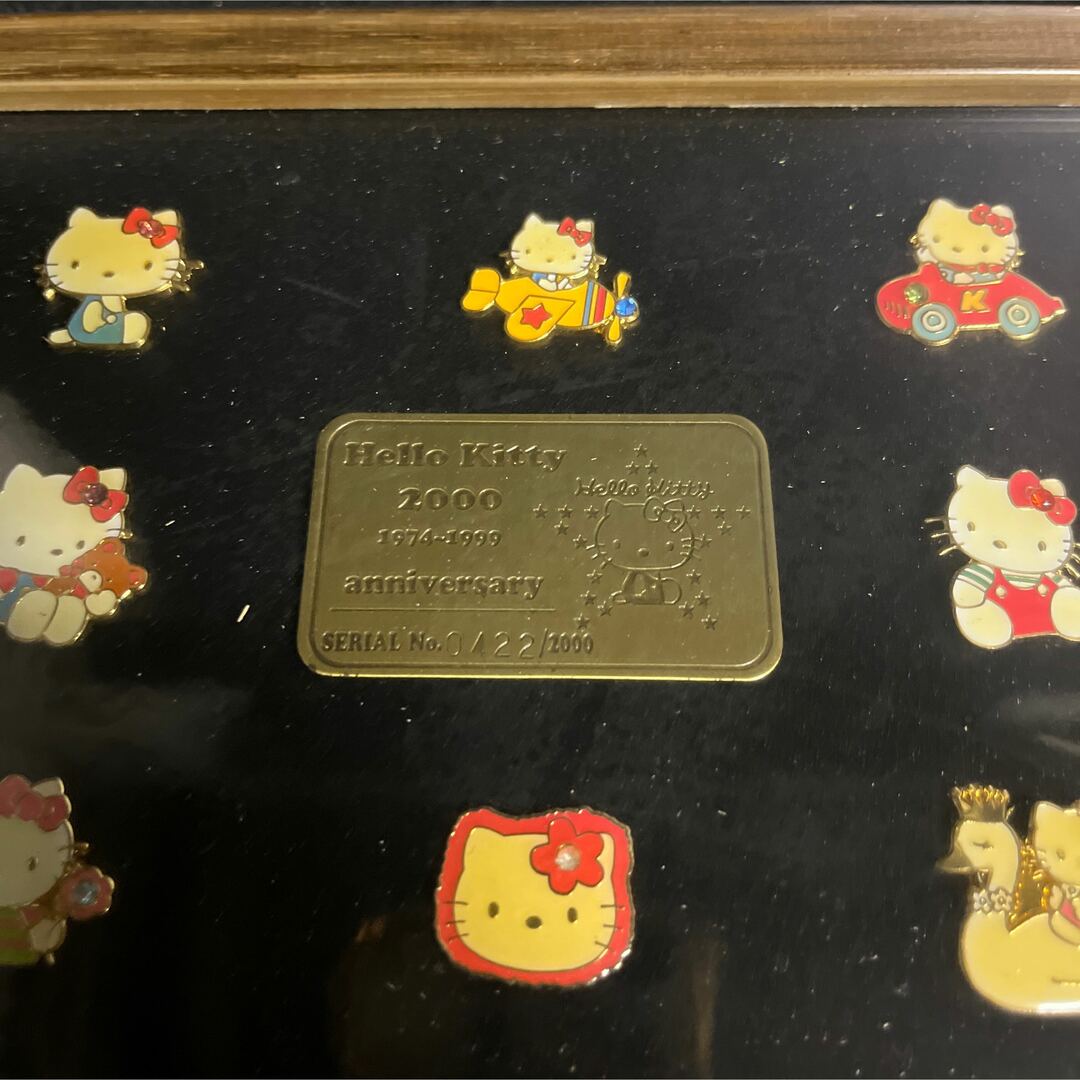 Hello Kitty
2000
1974~1999
anniversary
SERIAL No. 0422/2000
Hello Kitty
K